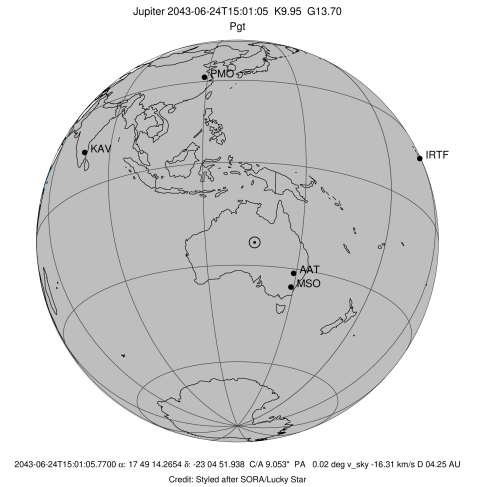 Jupiter 2043-06-24T15:01:05 K9.95 G13.70
Pgt
PMO
KAV
IRTF
AAT
MSO
2043-06-24T15:01:05.7700 α: 17 49 14.2654 δ: -23 04 51.938 C/A 9.053" PA 0.02 deg v_sky -16.31 km/s D 04.25 AU
Credit: Styled after SORA/Lucky Star